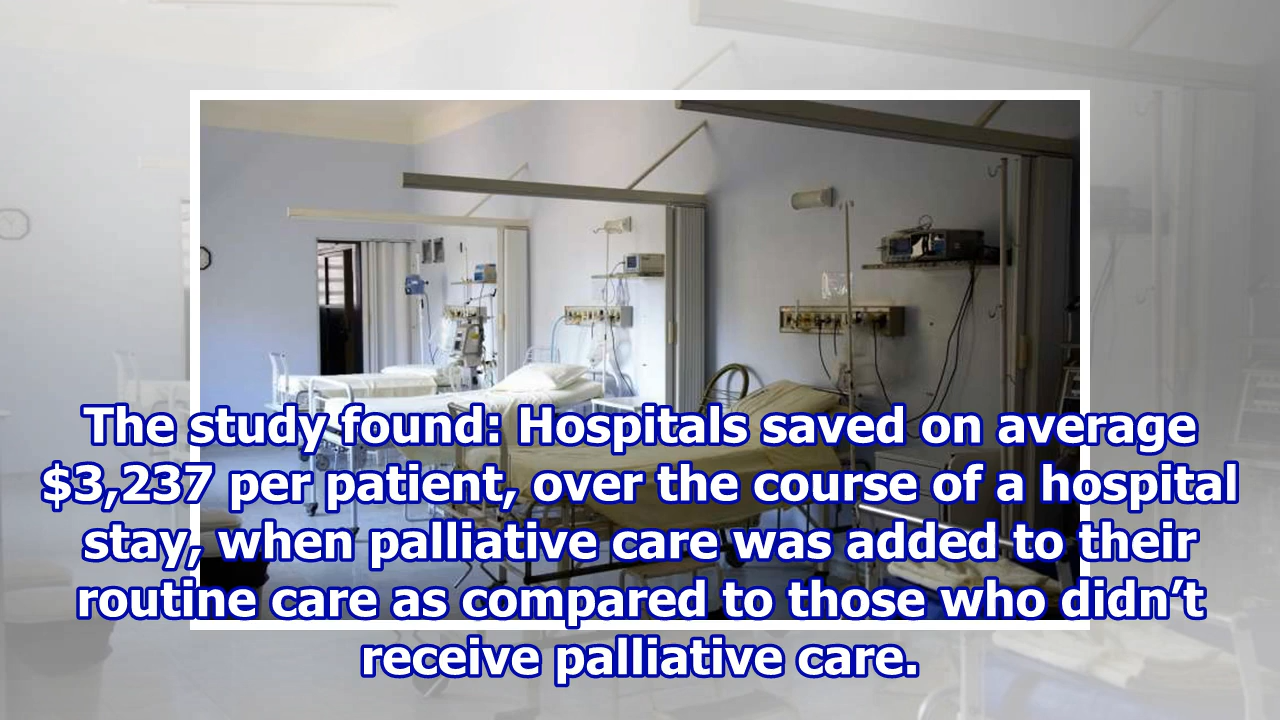 The study found: Hospitals saved on average
$3,237 per patient, over the course of a hospital
stay, when palliative care was added to their
routine care as compared to those who didn’t
receive palliative care.